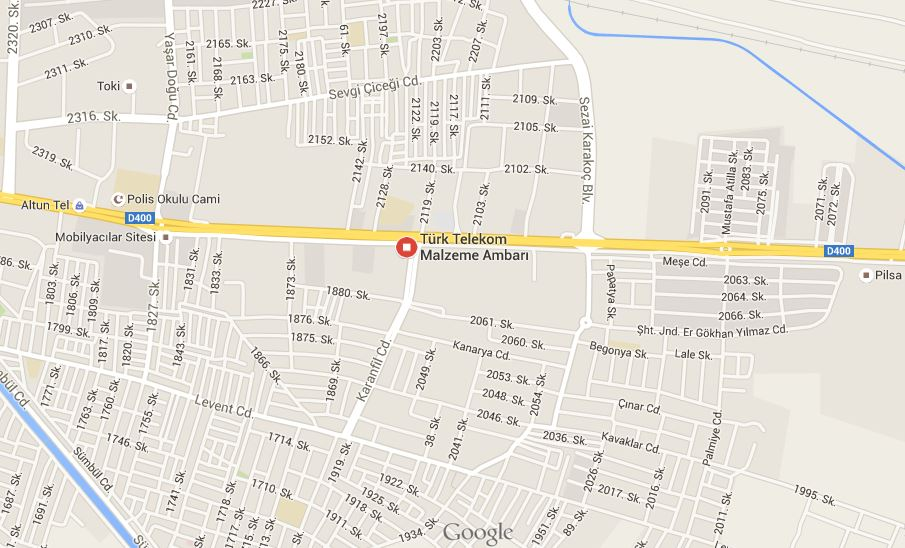 2320. Sk.
2307. Sk.
2310. Sk.
2311. Sk.
Yaşar Doğu Cd.
2165. Sk.
2161. Sk.
2168. Sk.
2163. Sk.
2227. Sk.
2175. Sk.
2180. Sk.
61. Sk.
2197. Sk.
2203. Sk.
2207. Sk.
Toki
Sevgi Çiçeği Cd.
2316. Sk.
2319. Sk.
2152. Sk.
2142. Sk.
2128. Sk.
2122. Sk.
2119. Sk.
2117. Sk.
2111. Sk.
2109. Sk.
2105. Sk.
2102. Sk.
2140. Sk.
2119. Sk.
2103. Sk.
Sezai Karakoç Blv.
2091. Sk.
Mustafa Atilla Sk.
2083. Sk.
2075. Sk.
2071. Sk.
2072. Sk.
Altun Tel
Polis Okulu Cami
D400
Mobilyacılar Sitesi
Türk Telekom
Malzeme Ambarı
D400
Meşe Cd.
Pilsa
1803. Sk.
1806. Sk.
1809. Sk.
1827. Sk.
1831. Sk.
1833. Sk.
1873. Sk.
1880. Sk.
1876. Sk.
1875. Sk.
2063. Sk.
2064. Sk.
2066. Sk.
Papatya Sk.
Şht. Jnd. Er Gökhan Yılmaz Cd.
1799. Sk.
1817. Sk.
1843. Sk.
1866. Sk.
1869. Sk.
Karanfil Cd.
2061. Sk.
2060. Sk.
Kanarya Cd.
Begonya Sk.
Lale Sk.
2049. Sk.
2053. Sk.
2048. Sk.
2046. Sk.
2054. Sk.
Çınar Cd.
1771. Sk.
1763. Sk.
1760. Sk.
1755. Sk.
Levent Cd.
1746. Sk.
1714. Sk.
38. Sk.
2041. Sk.
2036. Sk.
Kavaklar Cd.
Palmiye Cd.
Sümbül Cd.
1919. Sk.
1922. Sk.
1925. Sk.
1934. Sk.
1911. Sk.
1710. Sk.
1718. Sk.
1741. Sk.
1687. Sk.
1691. Sk.
1951. Sk.
89. Sk.
2026. Sk.
2017. Sk.
2016. Sk.
2011. Sk.
1995. Sk.
Google